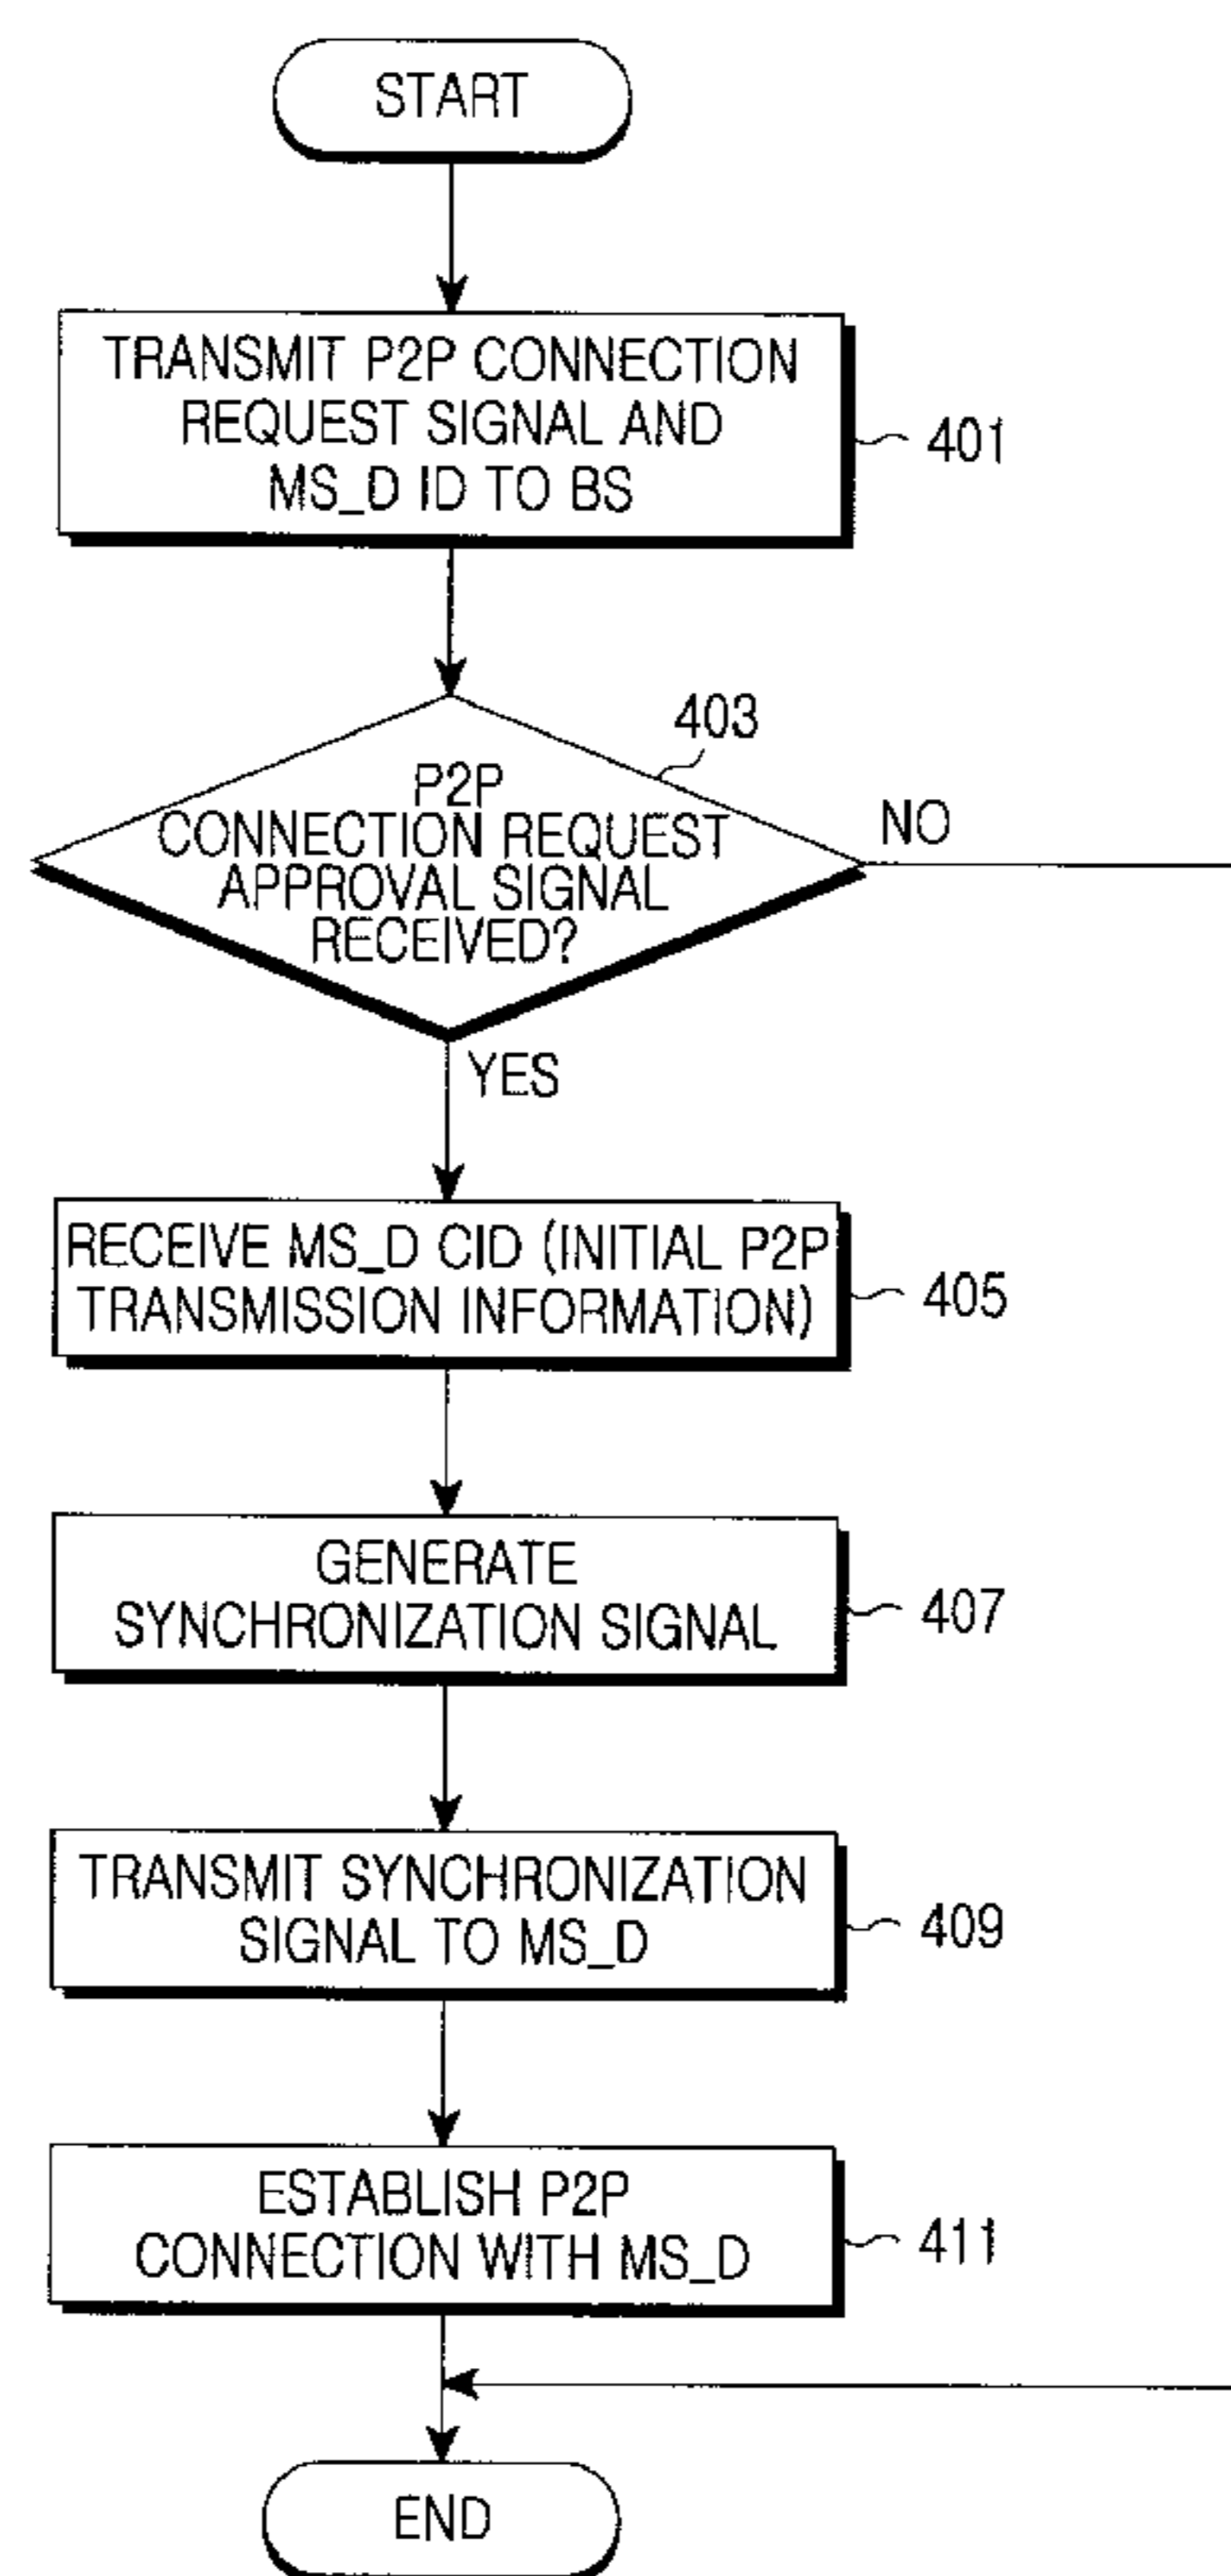 START
TRANSMIT P2P CONNECTION
REQUEST SIGNAL AND
MS_D ID TO BS
401
403
P2P
CONNECTION REQUEST
APPROVAL SIGNAL
RECEIVED?
NO
YES
RECEIVE MS_D CID (INITIAL P2P
TRANSMISSION INFORMATION)
405
GENERATE
SYNCHRONIZATION SIGNAL
407
TRANSMIT SYNCHRONIZATION
SIGNAL TO MS_D
409
ESTABLISH P2P
CONNECTION WITH MS_D
411
END